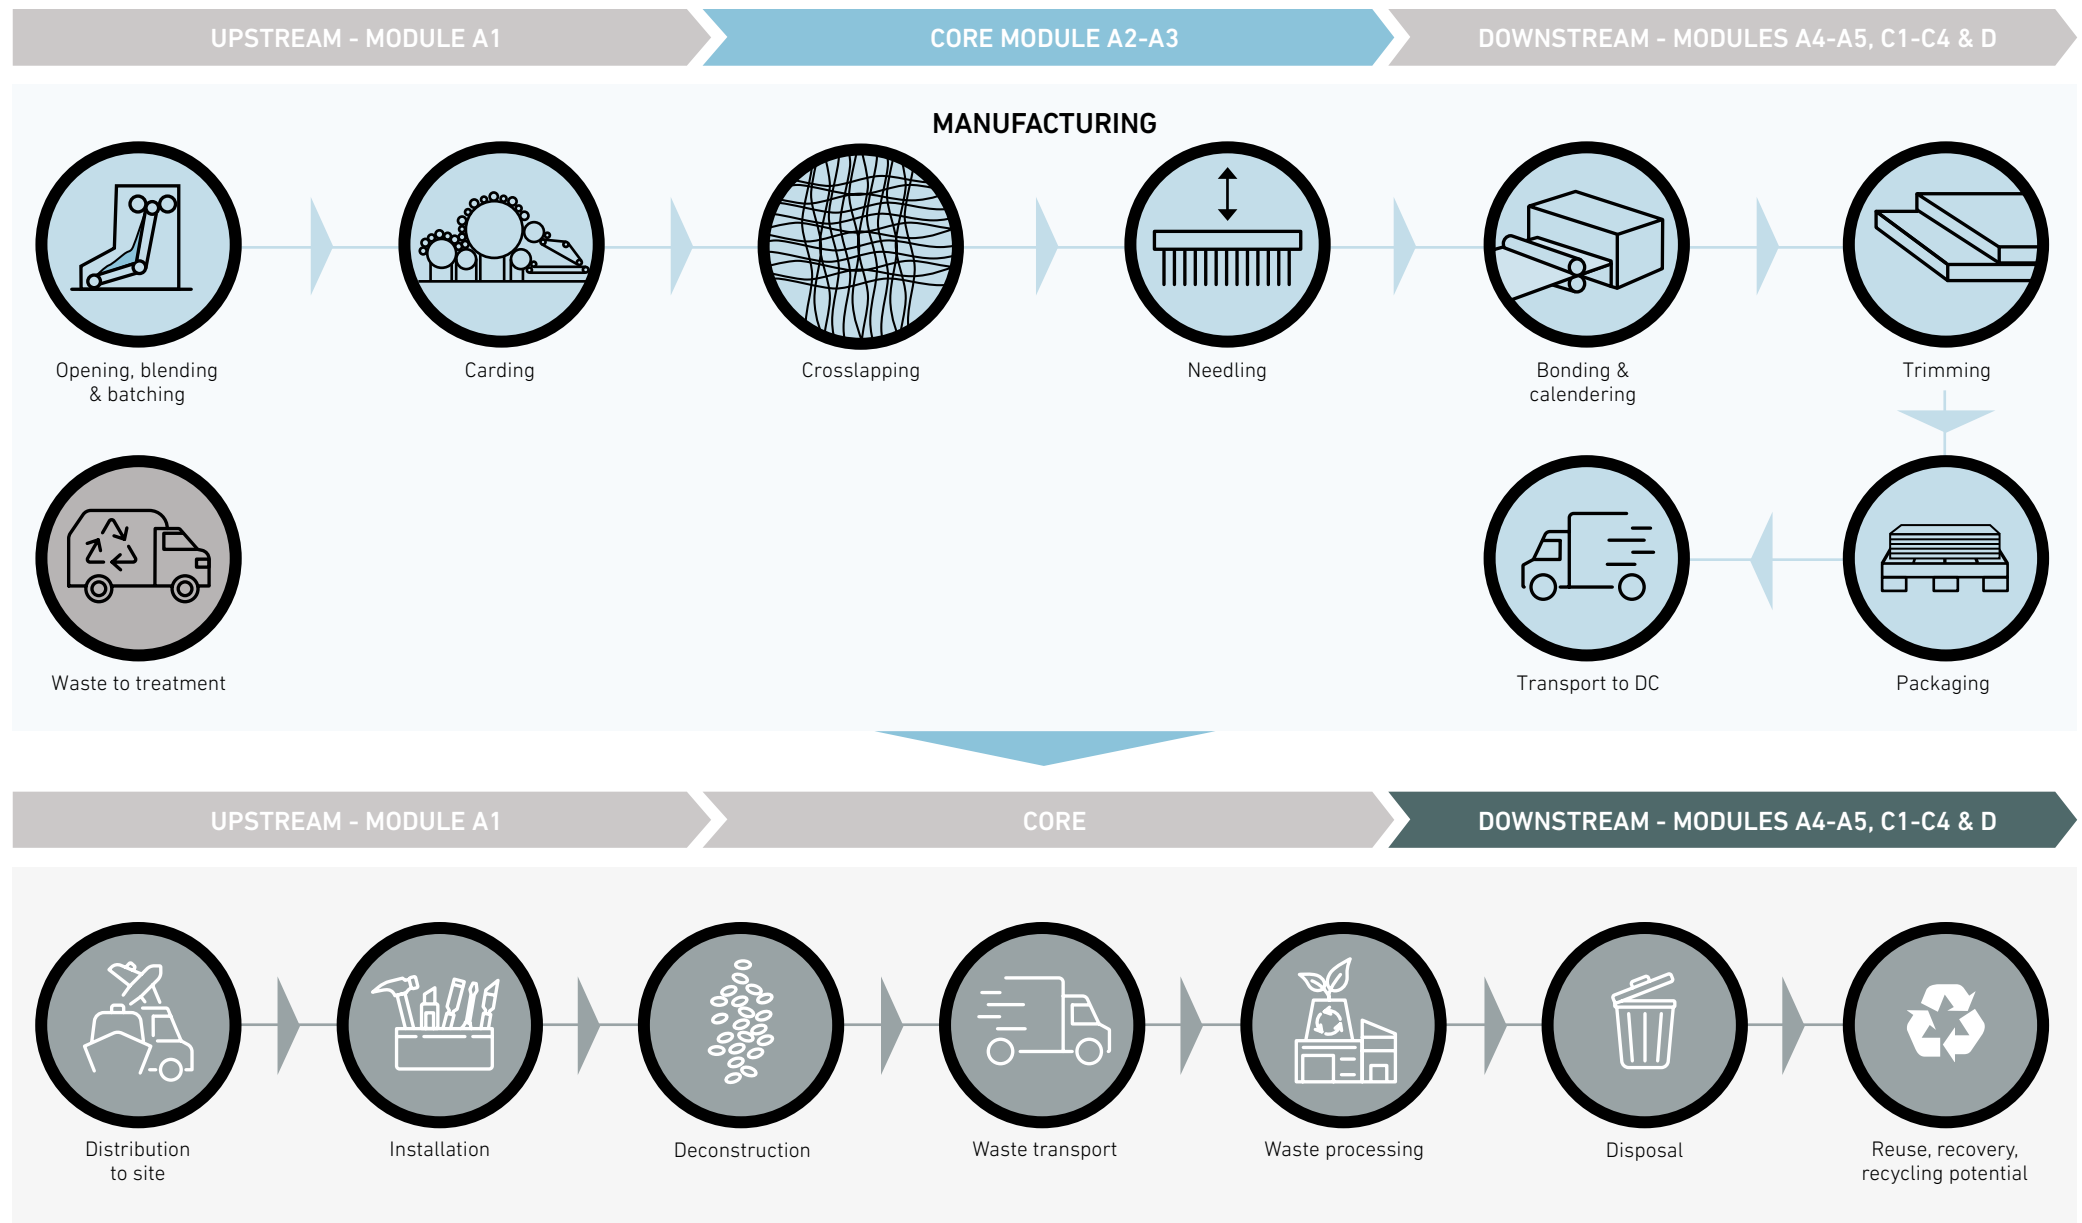 UPSTREAM - MODULE A1
CORE MODULE A2-A3
DOWNSTREAM - MODULES A4-A5, C1-C4 & D
MANUFACTURING
Opening, blending
& batching
Carding
Crosslapping
Needling
Bonding &
calendering
Trimming
Waste to treatment
Transport to DC
Packaging
UPSTREAM - MODULE A1
CORE
DOWNSTREAM - MODULES A4-A5, C1-C4 & D
Distribution
to site
Installation
Deconstruction
Waste transport
Waste processing
Disposal
Reuse, recovery,
recycling potential